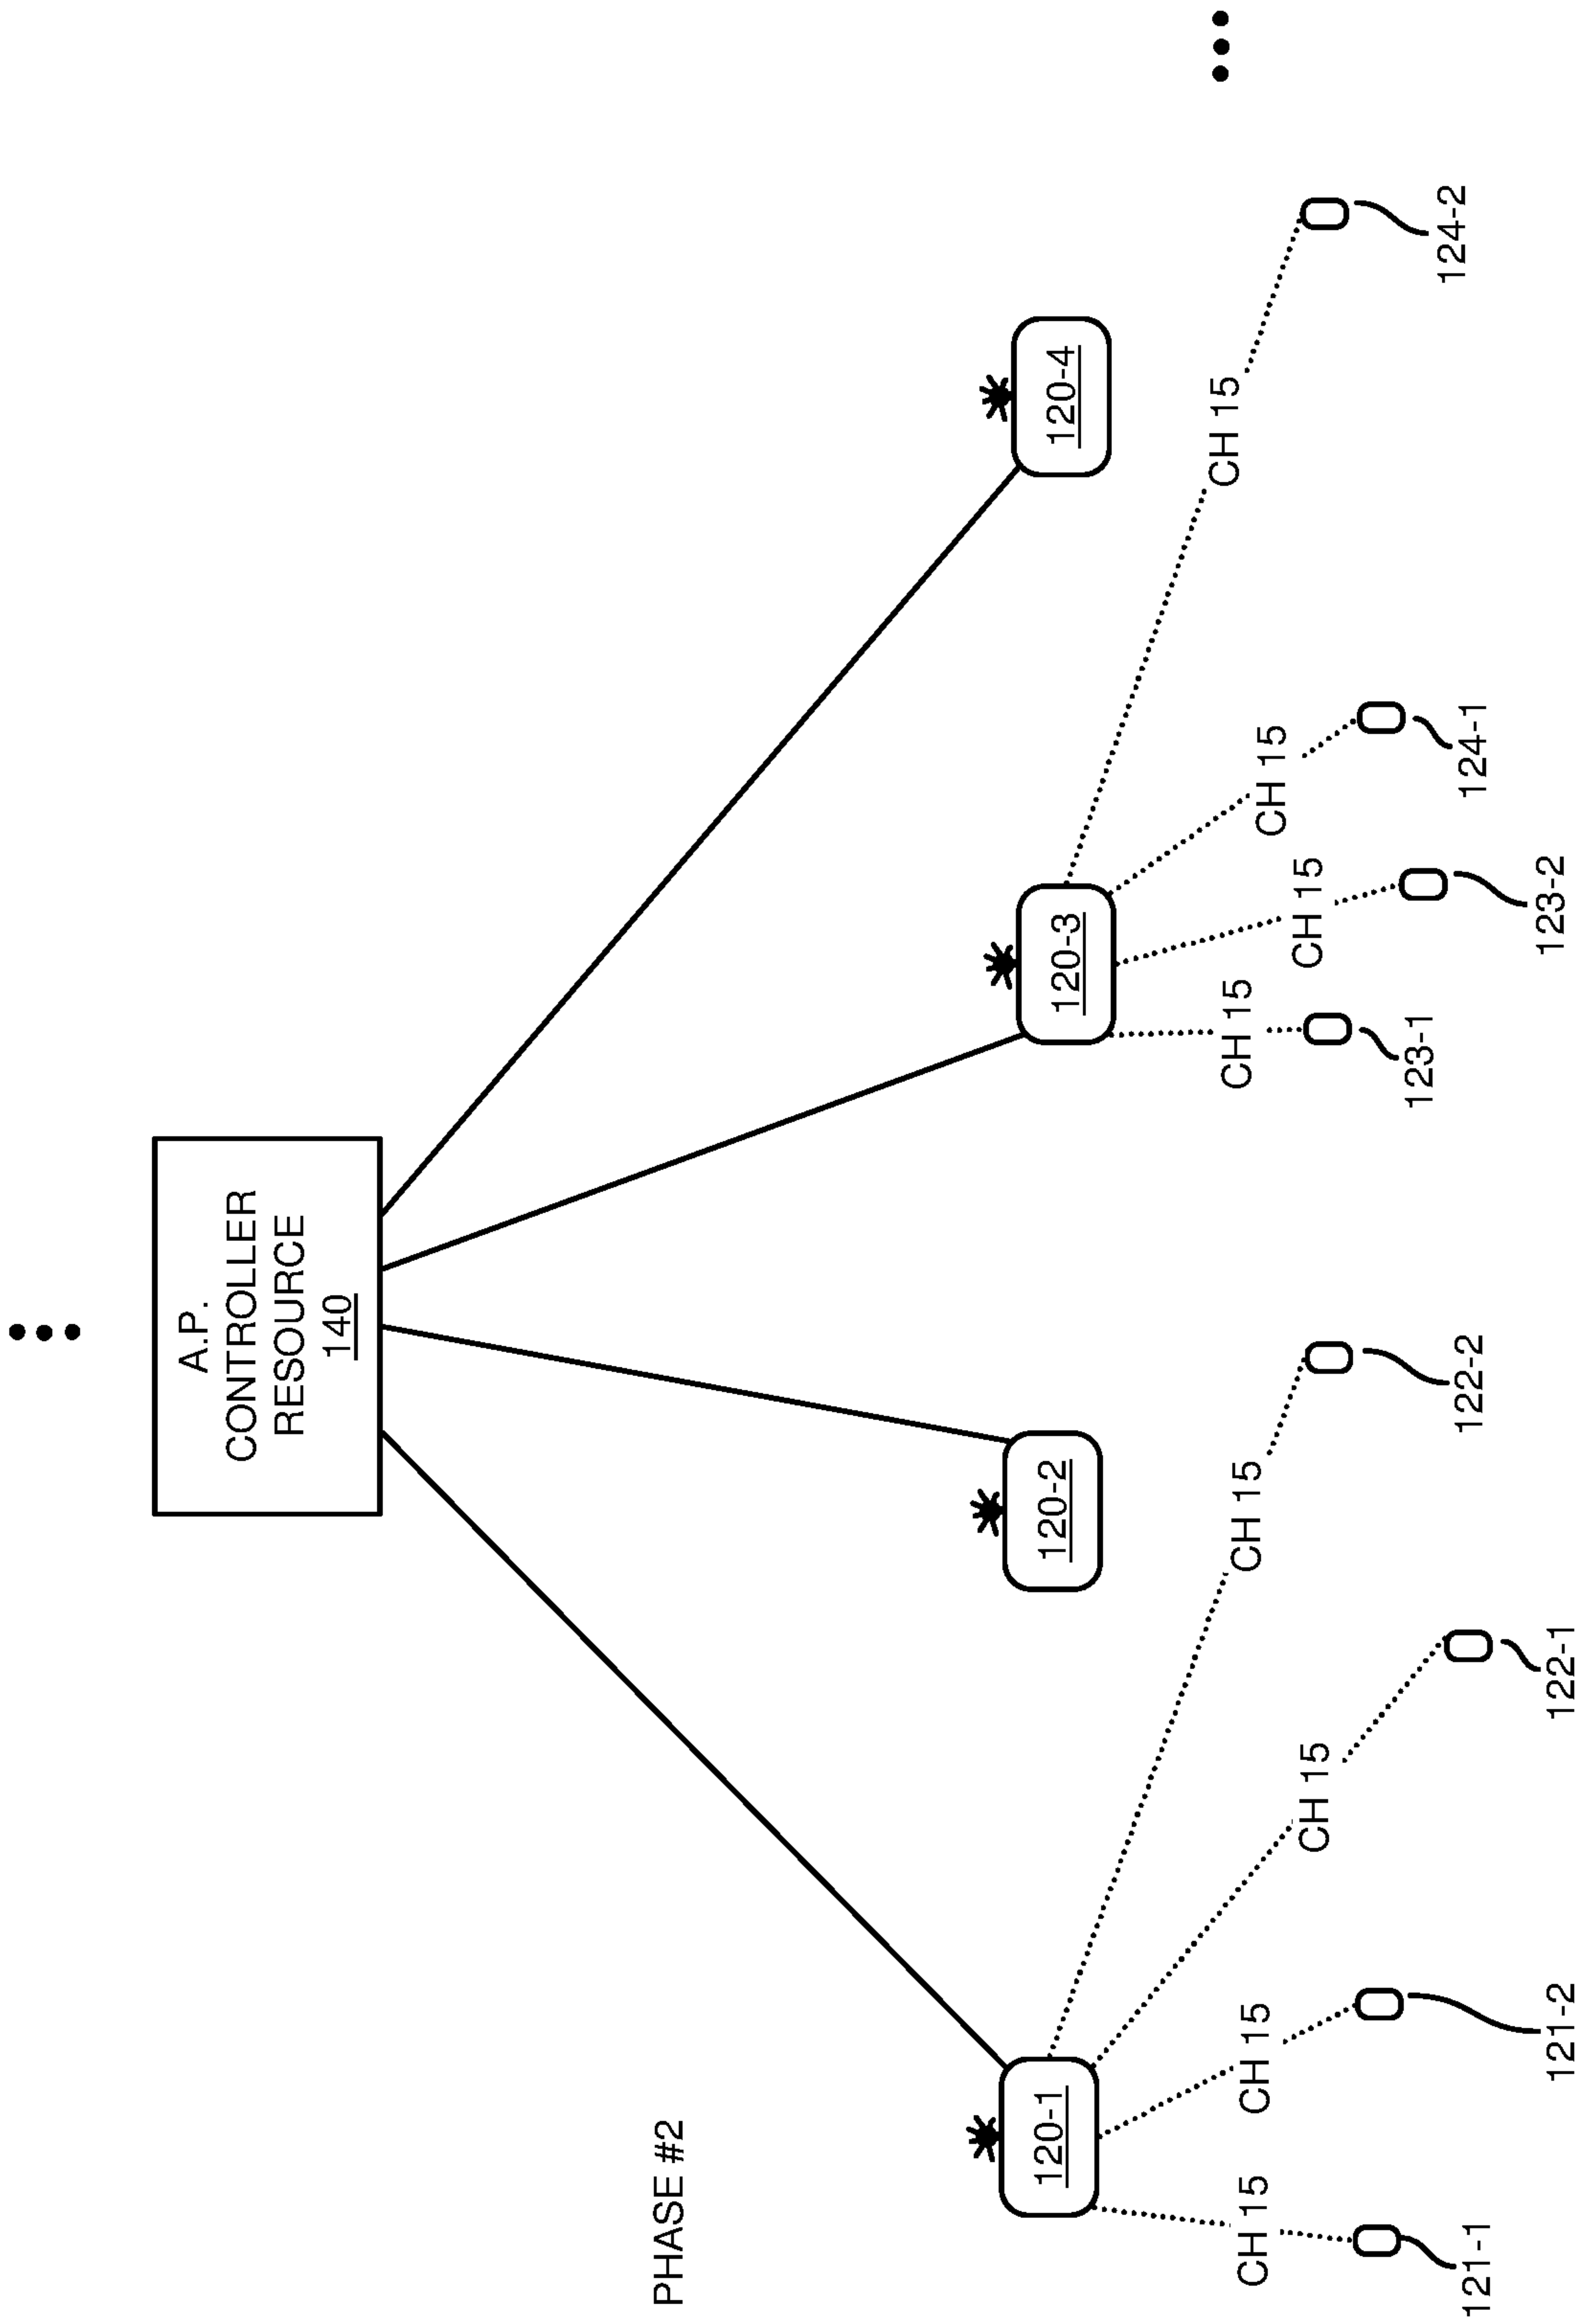 A.P.
CONTROLLER
RESOURCE
140
PHASE #2
120-1
120-2
120-3
120-4
CH 15
CH 15
CH 15
CH 15
CH 15
CH 15
CH 15
CH 15
121-1
121-2
122-1
122-2
123-1
123-2
124-1
124-2